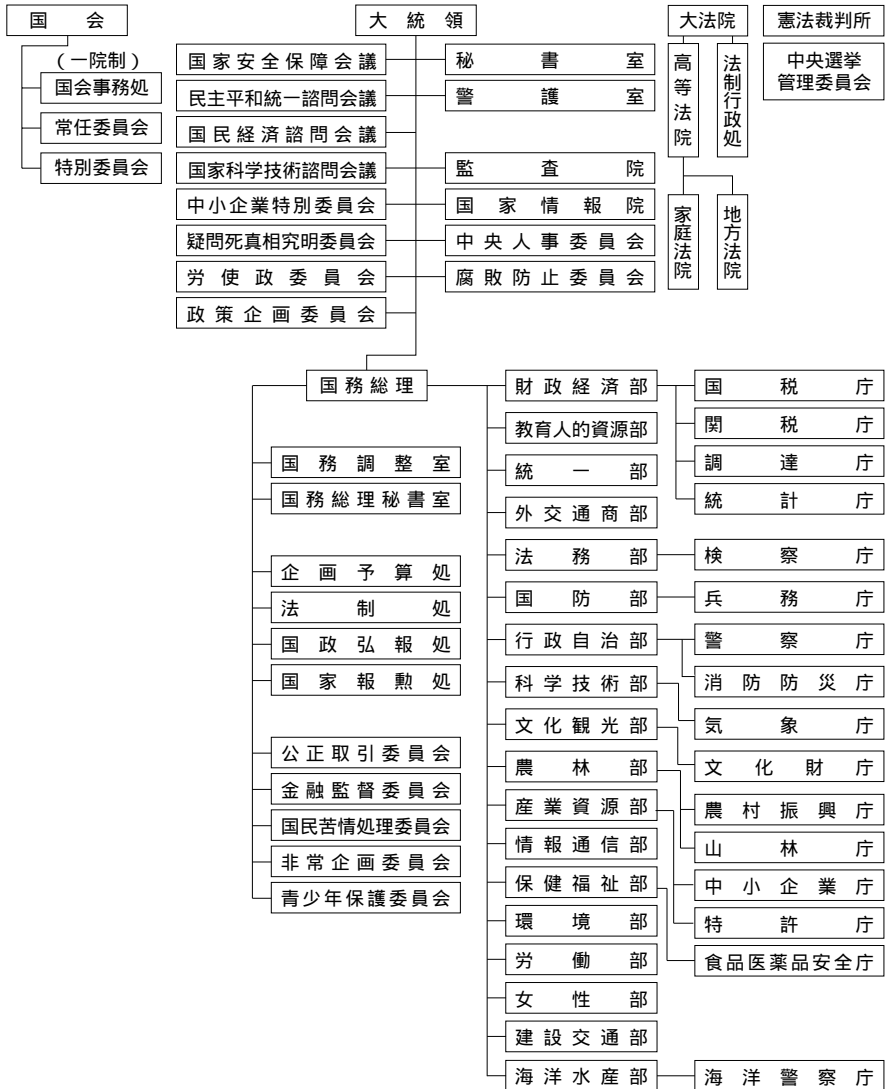 国会
(一院制)
国会事務処
常任委員会
特別委員会
大統領
国家安全保障会議
民主平和統一諮問会議
国民経済諮問会議
国家科学技術諮問会議
中小企業特別委員会
疑問死真相究明委員会
労使政委員会
政策企画委員会
秘書室
警護室
監査院
国家情報院
中央人事委員会
腐敗防止委員会
大法院
高等法院
法制行政処
家庭法院
地方法院
憲法裁判所
中央選挙
管理委員会
国務総理
国務調整室
国務総理秘書室
企画予算処
法制処
国政弘報処
国家報勲処
公正取引委員会
金融監督委員会
国民苦情処理委員会
非常企画委員会
青少年保護委員会
財政経済部
教育人的資源部
統一部
外交通商部
法務部
国防部
行政自治部
科学技術部
文化観光部
農林部
産業資源部
情報通信部
保健福祉部
環境部
労働部
女性部
建設交通部
海洋水産部
国税庁
関税庁
調達庁
統計庁
検察庁
兵務庁
警察庁
消防防災庁
気象庁
文化財庁
農村振興庁
山林庁
中小企業庁
特許庁
食品医薬品安全庁
海洋警察庁